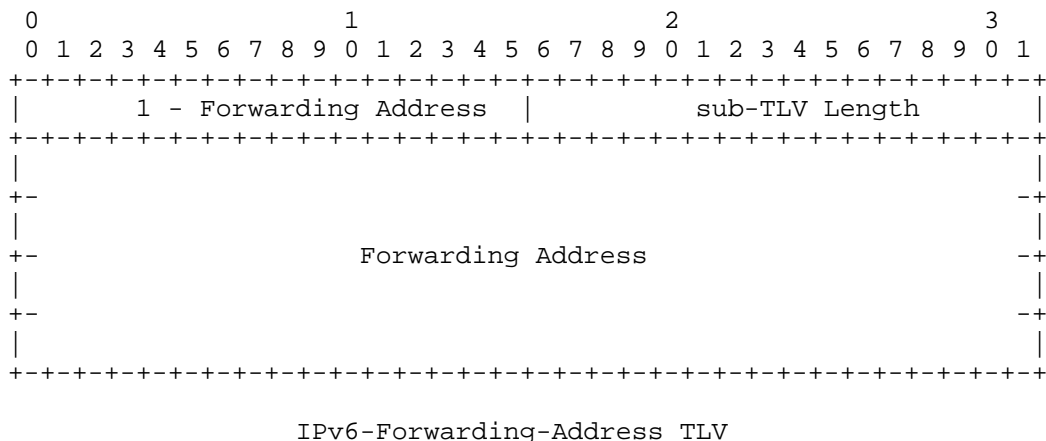 0                   1                   2                   3
 0 1 2 3 4 5 6 7 8 9 0 1 2 3 4 5 6 7 8 9 0 1 2 3 4 5 6 7 8 9 0 1
+-+-+-+-+-+-+-+-+-+-+-+-+-+-+-+-+-+-+-+-+-+-+-+-+-+-+-+-+-+-+-+-+
|       1 - Forwarding Address  |          sub-TLV Length       |
+-+-+-+-+-+-+-+-+-+-+-+-+-+-+-+-+-+-+-+-+-+-+-+-+-+-+-+-+-+-+-+-+
|                                                               |
+-                                                             -+
|                                                               |
+-                    Forwarding Address                       -+
|                                                               |
+-                                                             -+
|                                                               |
+-+-+-+-+-+-+-+-+-+-+-+-+-+-+-+-+-+-+-+-+-+-+-+-+-+-+-+-+-+-+-+-+
IPv6-Forwarding-Address TLV